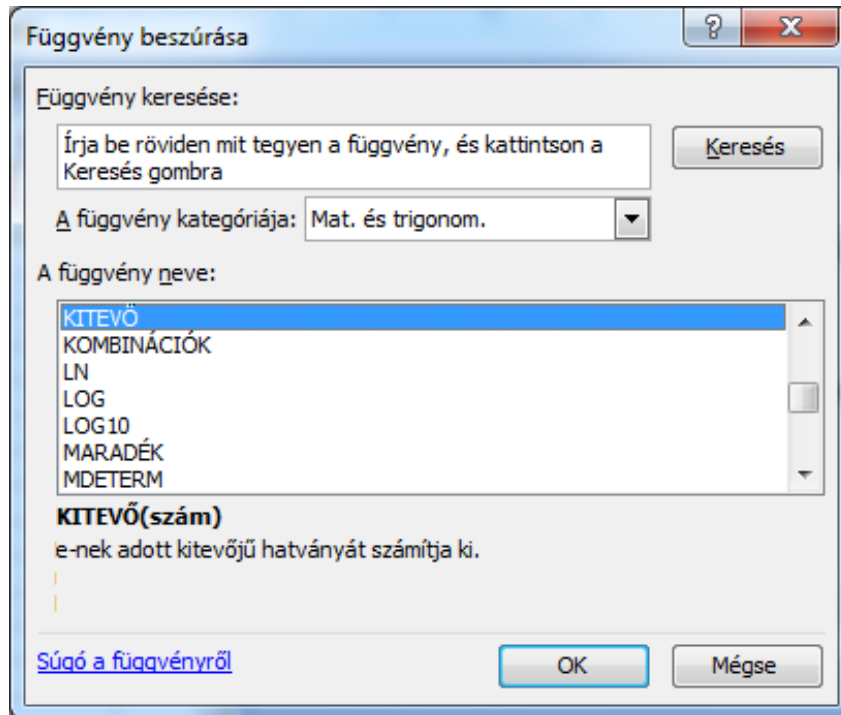 Függvény beszúrása
Függvény keresése:
Írja be röviden mit tegyen a függvény, és kattintson a
Keresés gombra
Keresés
A függvény kategóriája: Mat. és trigonom.
A függvény neve:
KITEVŐ
KOMBINÁCIÓK
LN
LOG
LOG10
MARADÉK
MDETERM
KITEVŐ(szám)
e-nek adott kitevőjű hatványát számítja ki.
Súgó a függvényről
OK
Mégse